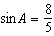 sin A = 8/5